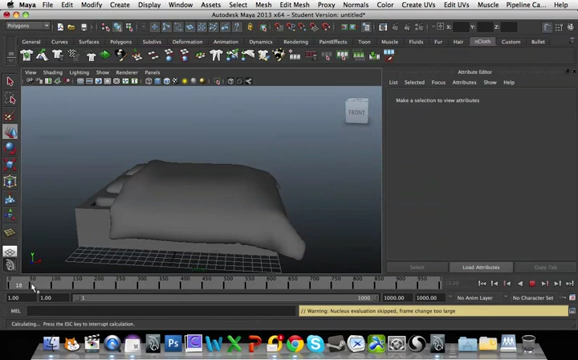 Maya File Edit Modify Create Display Window Assets Select Mesh Edit Mesh Proxy Normals Color Create UVs Edit UVs Muscle Pipeline Ca... Help
Autodesk Maya 2013 x64 - Student Version: untitled*
Polygons
X: Y: Z:
General Curves Surfaces Polygons Subdivs Deformation Animation Dynamics Rendering PaintEffects Toon Muscle Fluids Fur Hair nCloth Custom Bullet
View Shading Lighting Show Renderer Panels
Attribute Editor
List Selected Focus Attributes Show Help
Make a selection to view attributes
FRONT
Select Load Attributes Copy Tab
10 50
1.00 1.00 1 1000 1000.00 1000.00 No Anim Layer No Character Set
MEL // Warning: Nucleus evaluation skipped, frame change too large
Calculating... Press the ESC key to interrupt calculation.